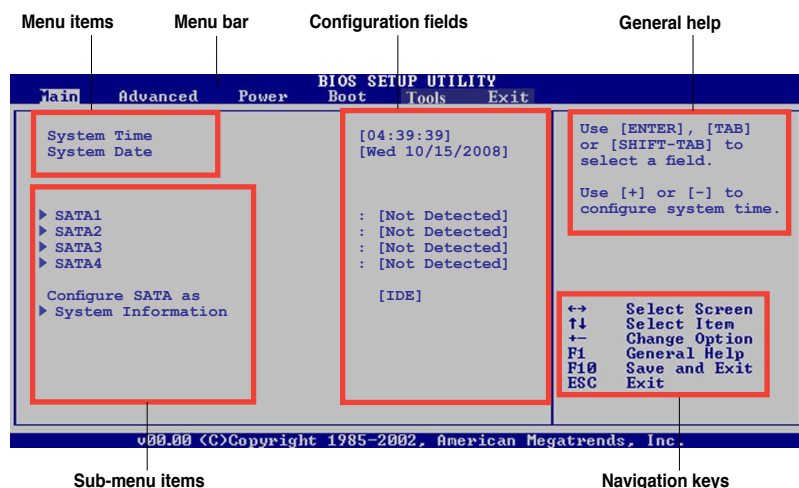 Menu items Menu bar Configuration fields General help
BIOS SETUP UTILITY
Main Advanced Power Boot Tools Exit
System Time [04:39:39]
System Date [Wed 10/15/2008]
SATA1 : [Not Detected]
SATA2 : [Not Detected]
SATA3 : [Not Detected]
SATA4 : [Not Detected]
Configure SATA as [IDE]
System Information
Use [ENTER], [TAB]
or [SHIFT-TAB] to
select a field.
Use [+] or [-] to
configure system time.
↔ Select Screen
↑↓ Select Item
+- Change Option
F1 General Help
F10 Save and Exit
ESC Exit
v00.00 (C)Copyright 1985-2002, American Megatrends, Inc.
Sub-menu items Navigation keys